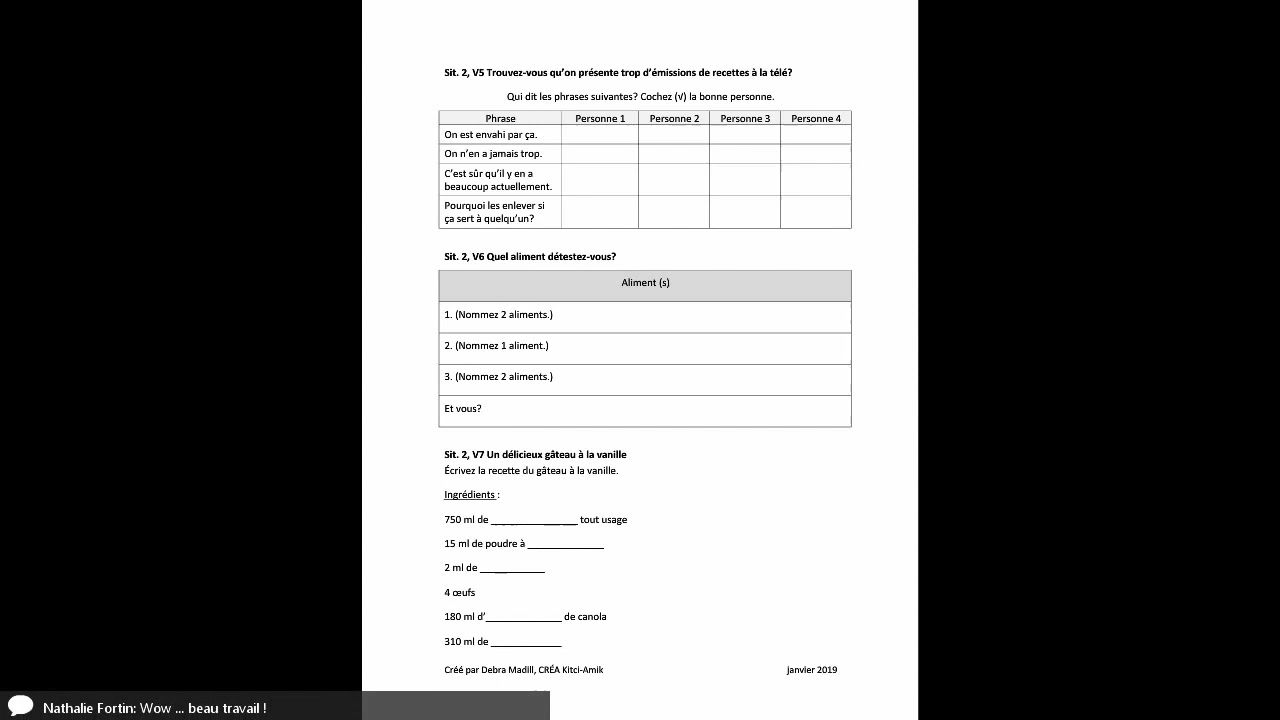 Sit. 2, V5 Trouvez-vous qu’on présente trop d’émissions de recettes à la télé?
Qui dit les phrases suivantes? Cochez (√) la bonne personne.
Phrase Personne 1 Personne 2 Personne 3 Personne 4
On est envahi par ça.
On n’en a jamais trop.
C’est sûr qu’il y en a
beaucoup actuellement.
Pourquoi les enlever si
ça sert à quelqu’un?
Sit. 2, V6 Quel aliment détestez-vous?
Aliment (s)
1. (Nommez 2 aliments.)
2. (Nommez 1 aliment.)
3. (Nommez 2 aliments.)
Et vous?
Sit. 2, V7 Un délicieux gâteau à la vanille
Écrivez la recette du gâteau à la vanille.
Ingrédients :
750 ml de ________________ tout usage
15 ml de poudre à ______________
2 ml de ____________
4 œufs
180 ml d’______________ de canola
310 ml de _____________
Créé par Debra Madill, CRÉA Kitci-Amik janvier 2019
Nathalie Fortin: Wow ... beau travail !